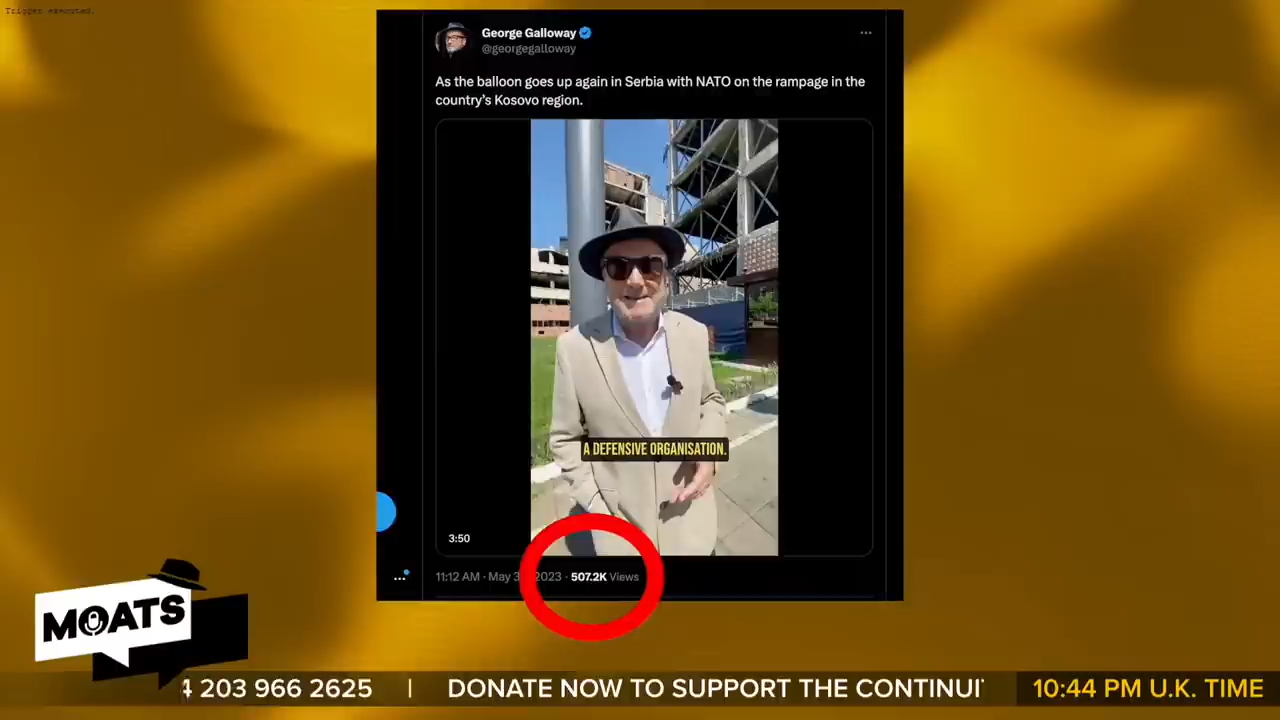 Trigger executed.
George Galloway
@georgegalloway
As the balloon goes up again in Serbia with NATO on the rampage in the
country's Kosovo region.
A DEFENSIVE ORGANISATION.
3:50
11:12 AM · May 3 2023 · 507.2K Views
MOATS
4 203 966 2625 | DONATE NOW TO SUPPORT THE CONTINUI
10:44 PM U.K. TIME